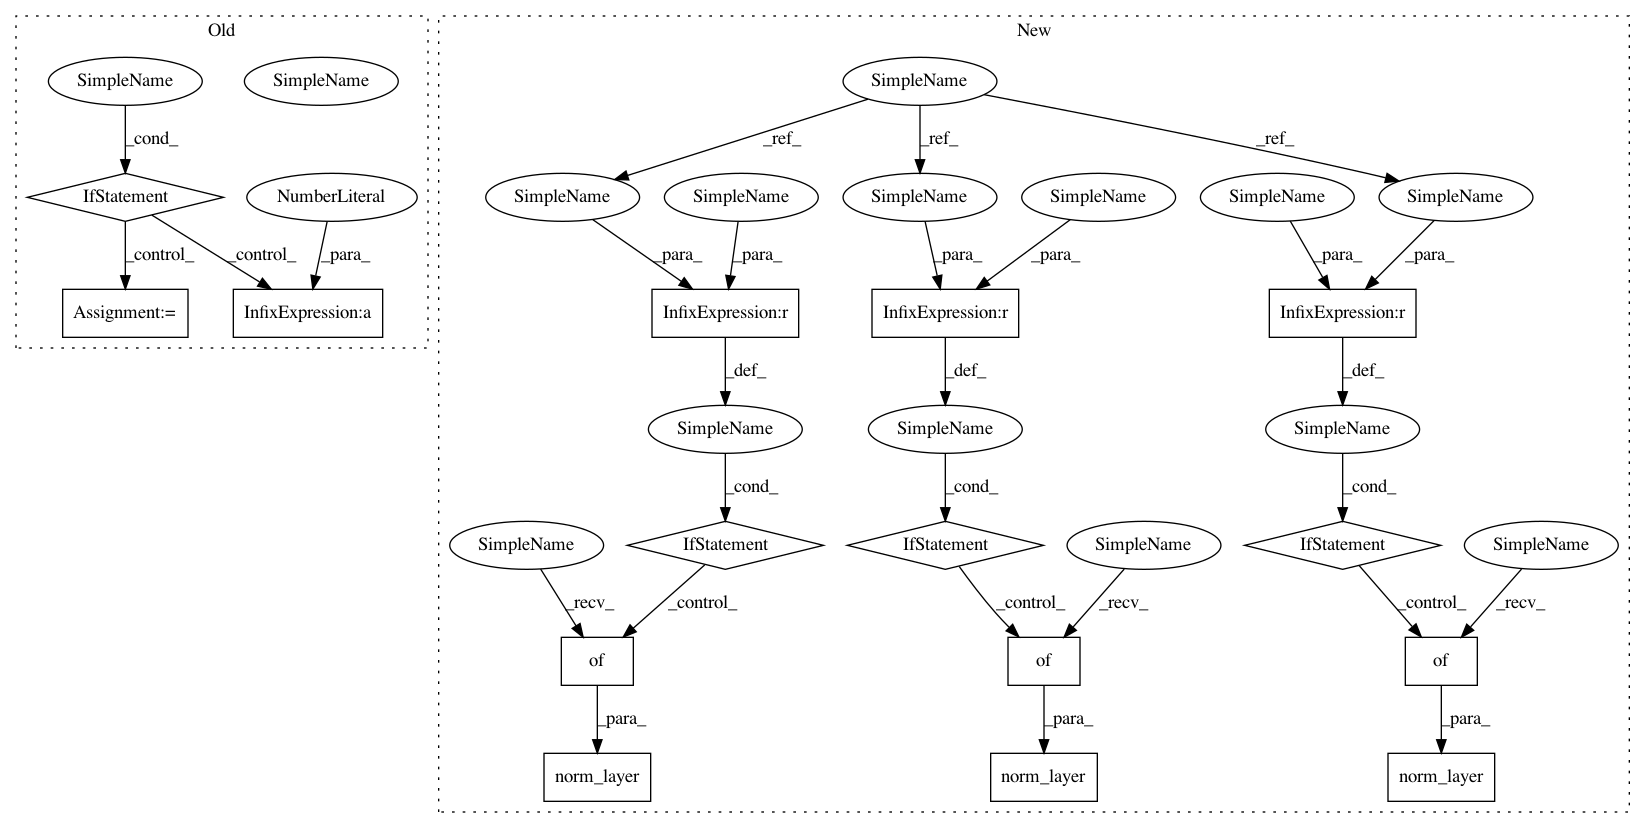 Old
New
SimpleName
SimpleName
SimpleName
_cond_
_ref_
_ref_
_ref_
IfStatement
NumberLiteral
SimpleName
SimpleName
SimpleName
SimpleName
SimpleName
SimpleName
_control_
_control_
_para_
_para_
_para_
_para_
_para_
_para_
_para_
Assignment:=
InfixExpression:a
InfixExpression:r
InfixExpression:r
InfixExpression:r
_def_
_def_
_def_
SimpleName
SimpleName
SimpleName
_cond_
_cond_
_cond_
SimpleName
IfStatement
IfStatement
SimpleName
IfStatement
SimpleName
_recv_
_control_
_control_
_recv_
_control_
_recv_
of
of
of
_para_
_para_
_para_
norm_layer
norm_layer
norm_layer